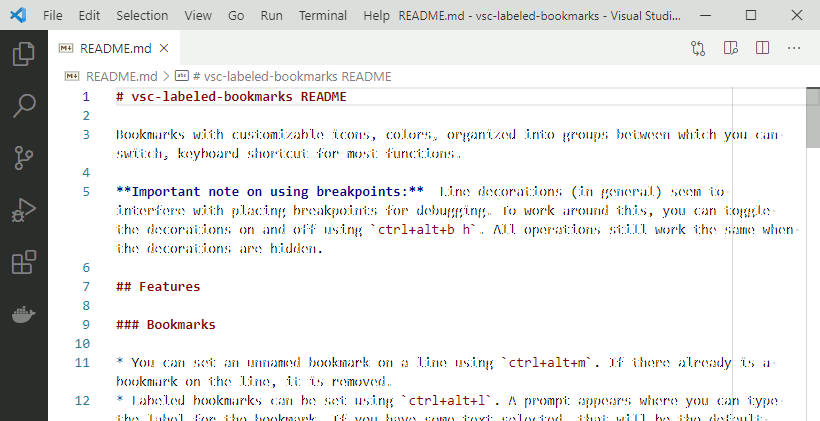 File Edit Selection View Go Run Terminal Help README.md - vsc-labeled-bookmarks - Visual Studi...
README.md
README.md > # vsc-labeled-bookmarks README
1 # vsc-labeled-bookmarks README
2
3 Bookmarks with customizable icons, colors, organized into groups between which you can
switch, keyboard shortcut for most functions.
4
5 **Important note on using breakpoints:** Line decorations (in general) seem to
interfere with placing breakpoints for debugging. To work around this, you can toggle
the decorations on and off using `ctrl+alt+b h`. All operations still work the same when
the decorations are hidden.
6
7 ## Features
8
9 ### Bookmarks
10
11 * You can set an unnamed bookmark on a line using `ctrl+alt+m`. If there already is a
bookmark on the line, it is removed.
12 * Labeled bookmarks can be set using `ctrl+alt+l`. A prompt appears where you can type
the label for the bookmark. If you have some text selected, that will be the default